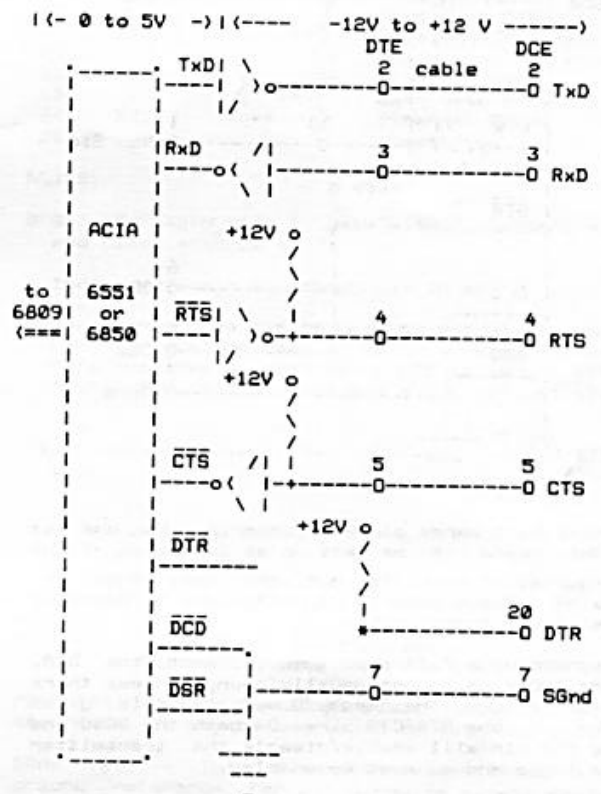 |<- 0 to 5V ->|<---- -12V to +12 V ------>
DTE DCE
TxD 2 cable 2
TxD
RxD 3 3
RxD
ACIA +12V
to 6551
6809 or RTS 4 4
<=== 6850 RTS
+12V
CTS 5 5
CTS
+12V
DTR
20
DTR
DCD
DSR 7 7
SGnd